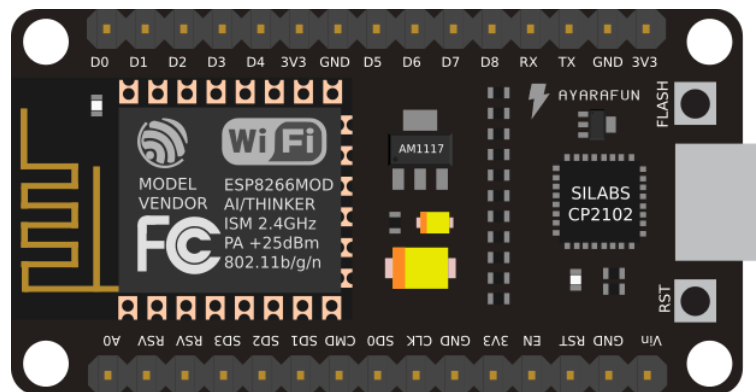 D0 D1 D2 D3 D4 3V3 GND D5 D6 D7 D8 RX TX GND 3V3
AYARAFUN
FLASH
WiFi
AM1117
MODEL
VENDOR
ESP8266MOD
AI/THINKER
ISM 2.4GHz
PA +25dBm
802.11b/g/n
FCC
SILABS
CP2102
RST
A0 RSV RSV SD3 SD2 SD1 CMD SD0 CLK GND 3V3 EN RST GND Vin